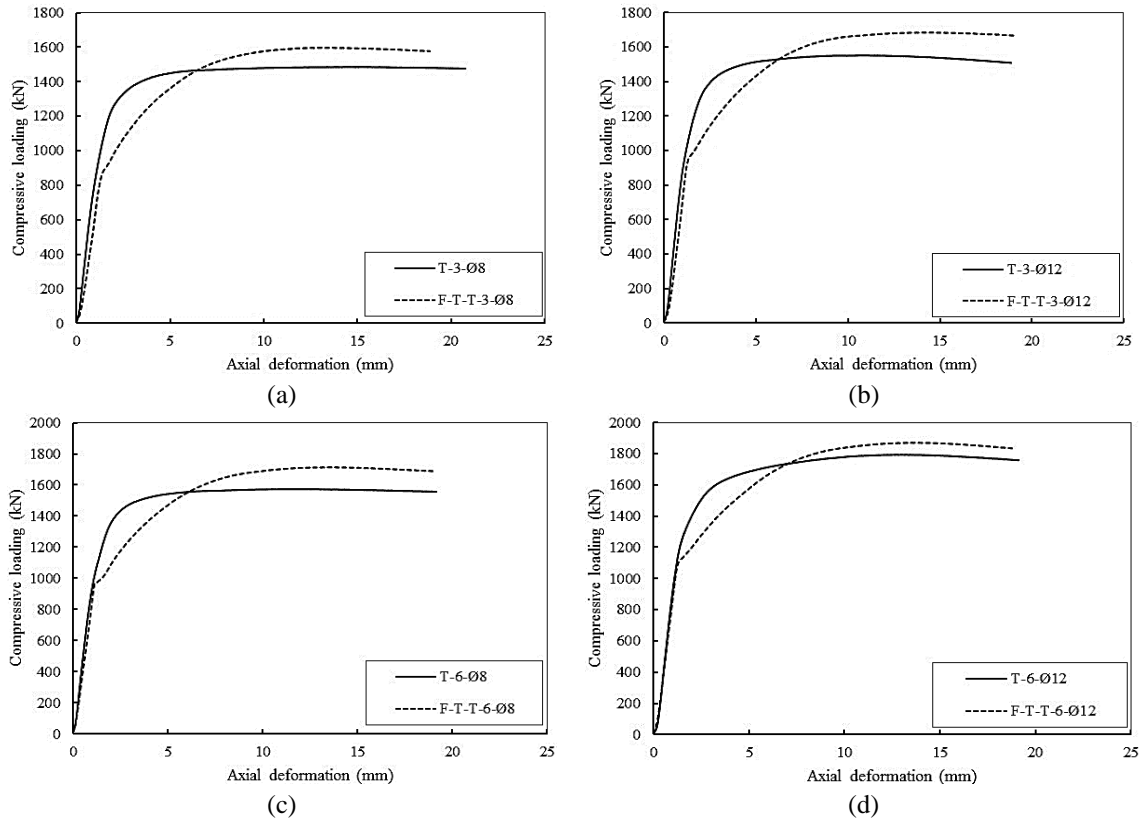 1800
1600
1400
1200
1000
800
600
400
200
0
Compressive loading (kN)
T-3-Ø8
F-T-T-3-Ø8
0 5 10 15 20 25
Axial deformation (mm)
(a)
1800
1600
1400
1200
1000
800
600
400
200
0
Compressive loading (kN)
T-3-Ø12
F-T-T-3-Ø12
0 5 10 15 20 25
Axial deformation (mm)
(b)
2000
1800
1600
1400
1200
1000
800
600
400
200
0
Compressive loading (kN)
T-6-Ø8
F-T-T-6-Ø8
0 5 10 15 20 25
Axial deformation (mm)
(c)
2000
1800
1600
1400
1200
1000
800
600
400
200
0
Compressive loading (kN)
T-6-Ø12
F-T-T-6-Ø12
0 5 10 15 20 25
Axial deformation (mm)
(d)